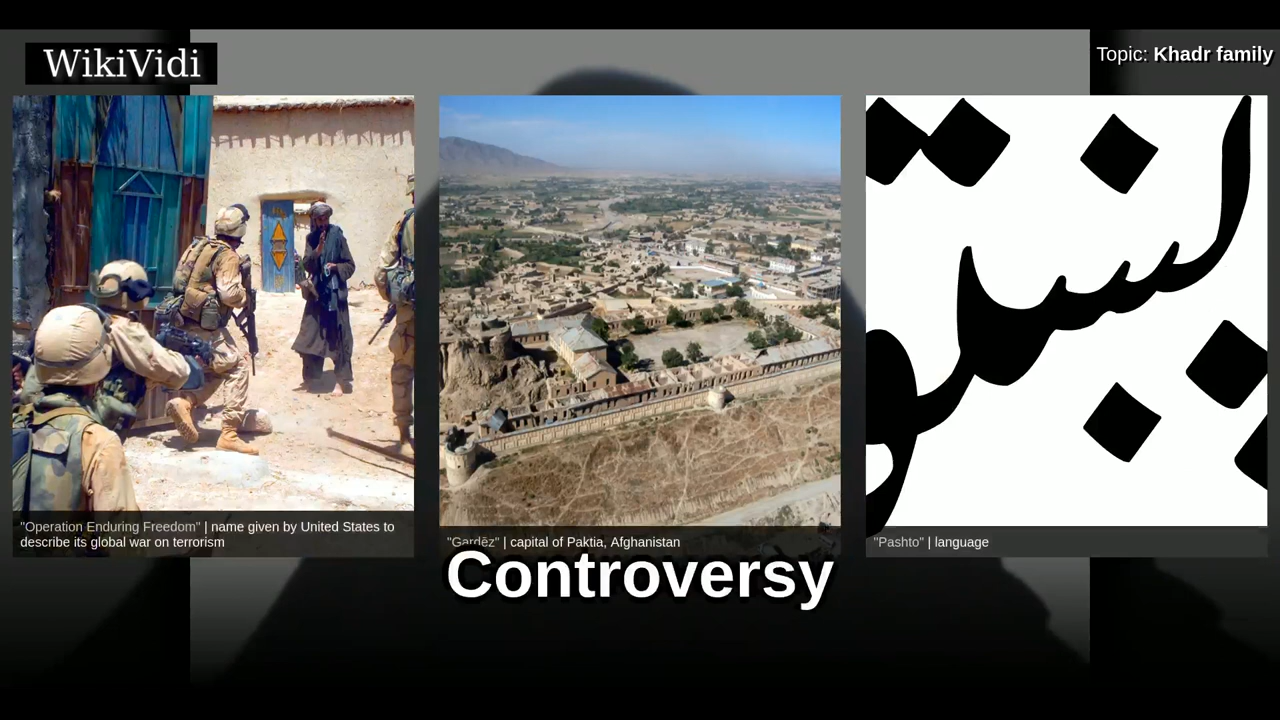 WikiVidi
Topic: Khadr family
"Operation Enduring Freedom" | name given by United States to
describe its global war on terrorism
"Gardēz" | capital of Paktia, Afghanistan
"Pashto" | language
Controversy